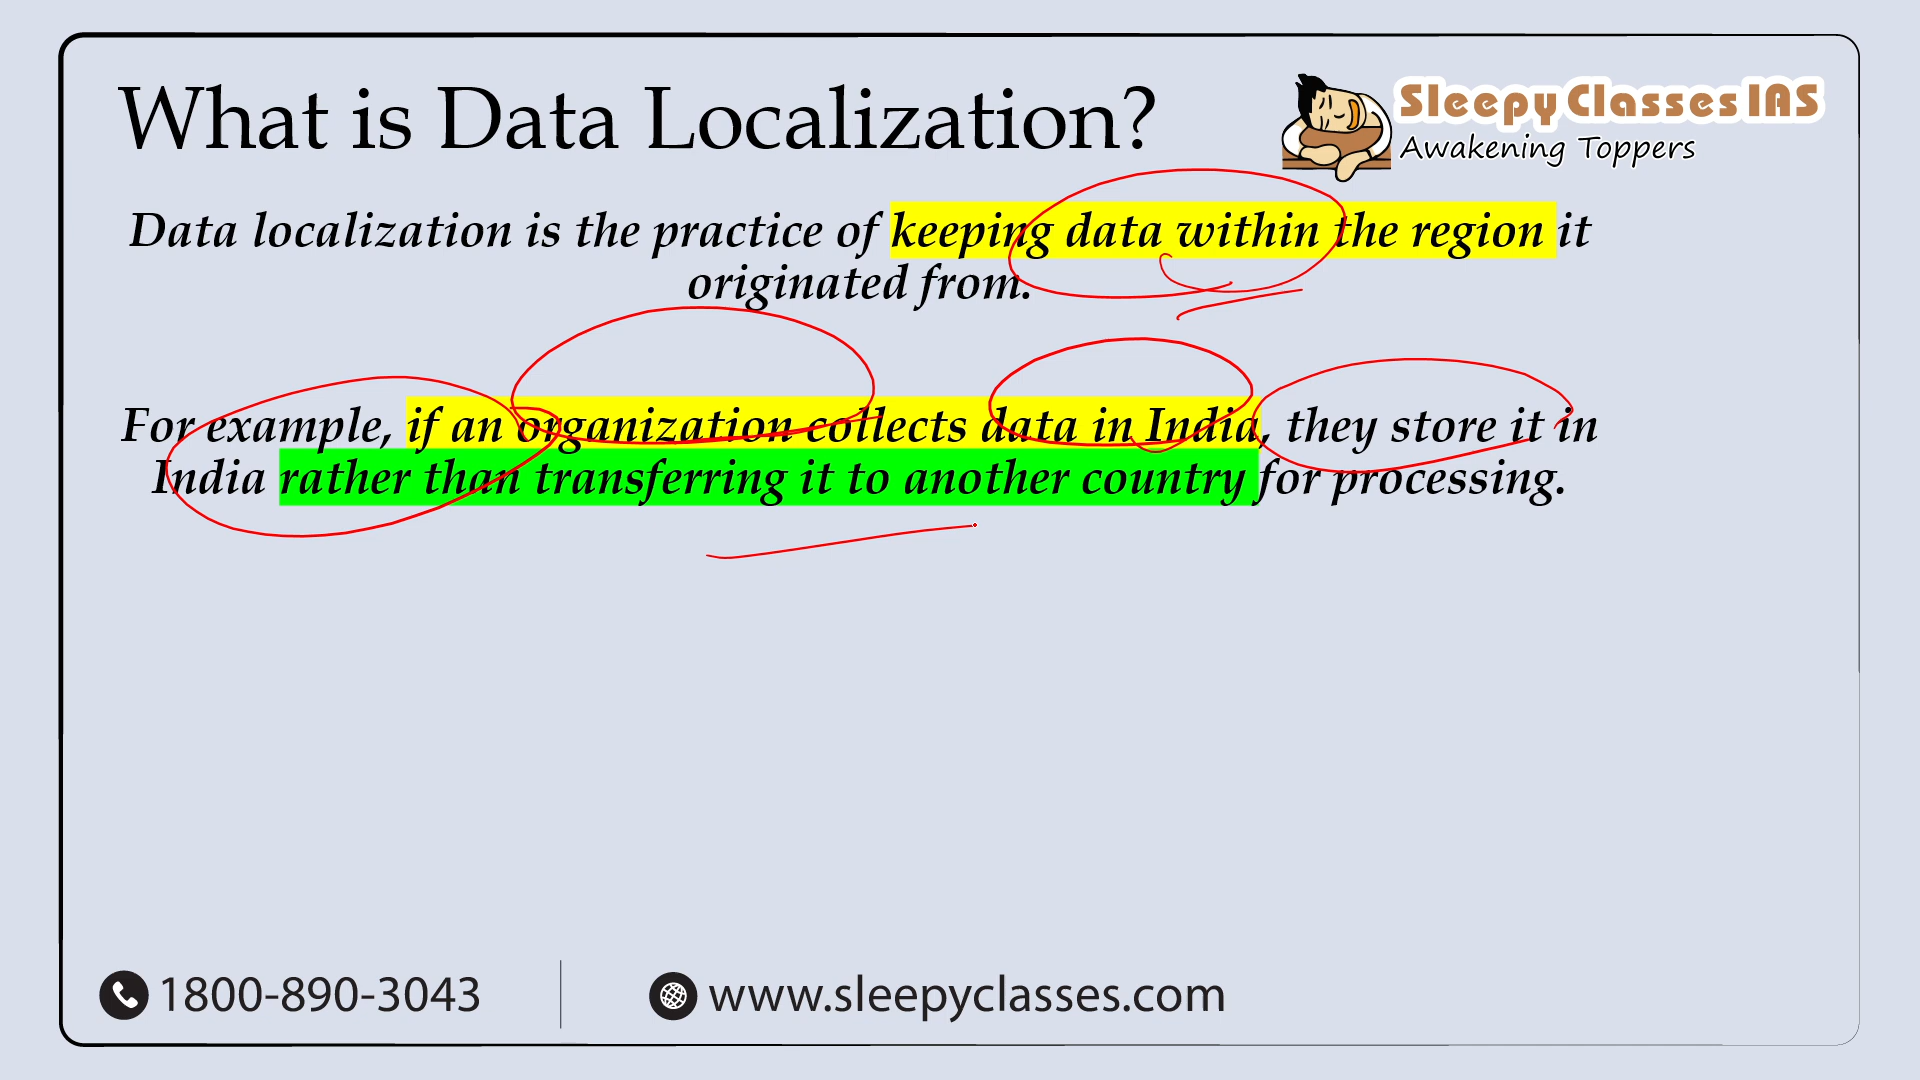 What is Data Localization?
Sleepy Classes IAS
Awakening Toppers
Data localization is the practice of keeping data within the region it
originated from.
For example, if an organization collects data in India, they store it in
India rather than transferring it to another country for processing.
1800-890-3043
www.sleepyclasses.com